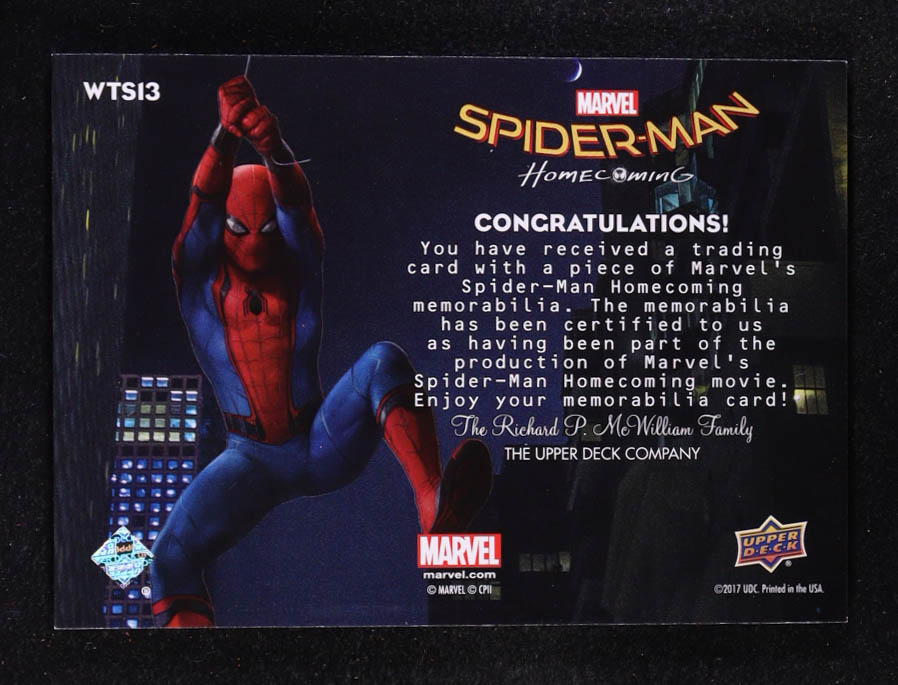 WTS13
MARVEL
SPIDER-MAN
HOMECOMING
CONGRATULATIONS!
You have received a trading
card with a piece of Marvel's
Spider-Man Homecoming
memorabilia. The memorabilia
has been certified to us
as having been part of the
production of Marvel's
Spider-Man Homecoming movie.
Enjoy your memorabilia card!
The Richard P. McWilliam Family
THE UPPER DECK COMPANY
MARVEL
marvel.com
© MARVEL © CPII
UPPER
D·E·C·K
®
©2017 UDC. Printed in the USA.
®